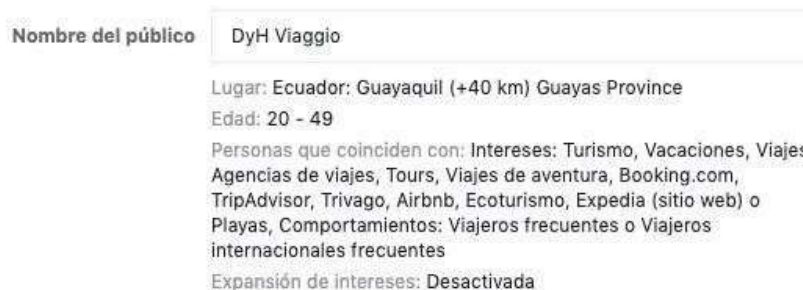 Nombre del público DyH Viaggio
Lugar: Ecuador: Guayaquil (+40 km) Guayas Province
Edad: 20 - 49
Personas que coinciden con: Intereses: Turismo, Vacaciones, Viajes
Agencias de viajes, Tours, Viajes de aventura, Booking.com,
TripAdvisor, Trivago, Airbnb, Ecoturismo, Expedia (sitio web) o
Playas, Comportamientos: Viajeros frecuentes o Viajeros
internacionales frecuentes
Expansión de intereses: Desactivada